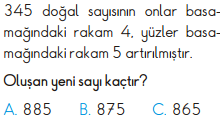 345 doğal sayısının onlar basa-
mağındaki rakam 4, yüzler basa-
mağındaki rakam 5 artırılmıştır.
Oluşan yeni sayı kaçtır?
A. 885 B. 875 C. 865